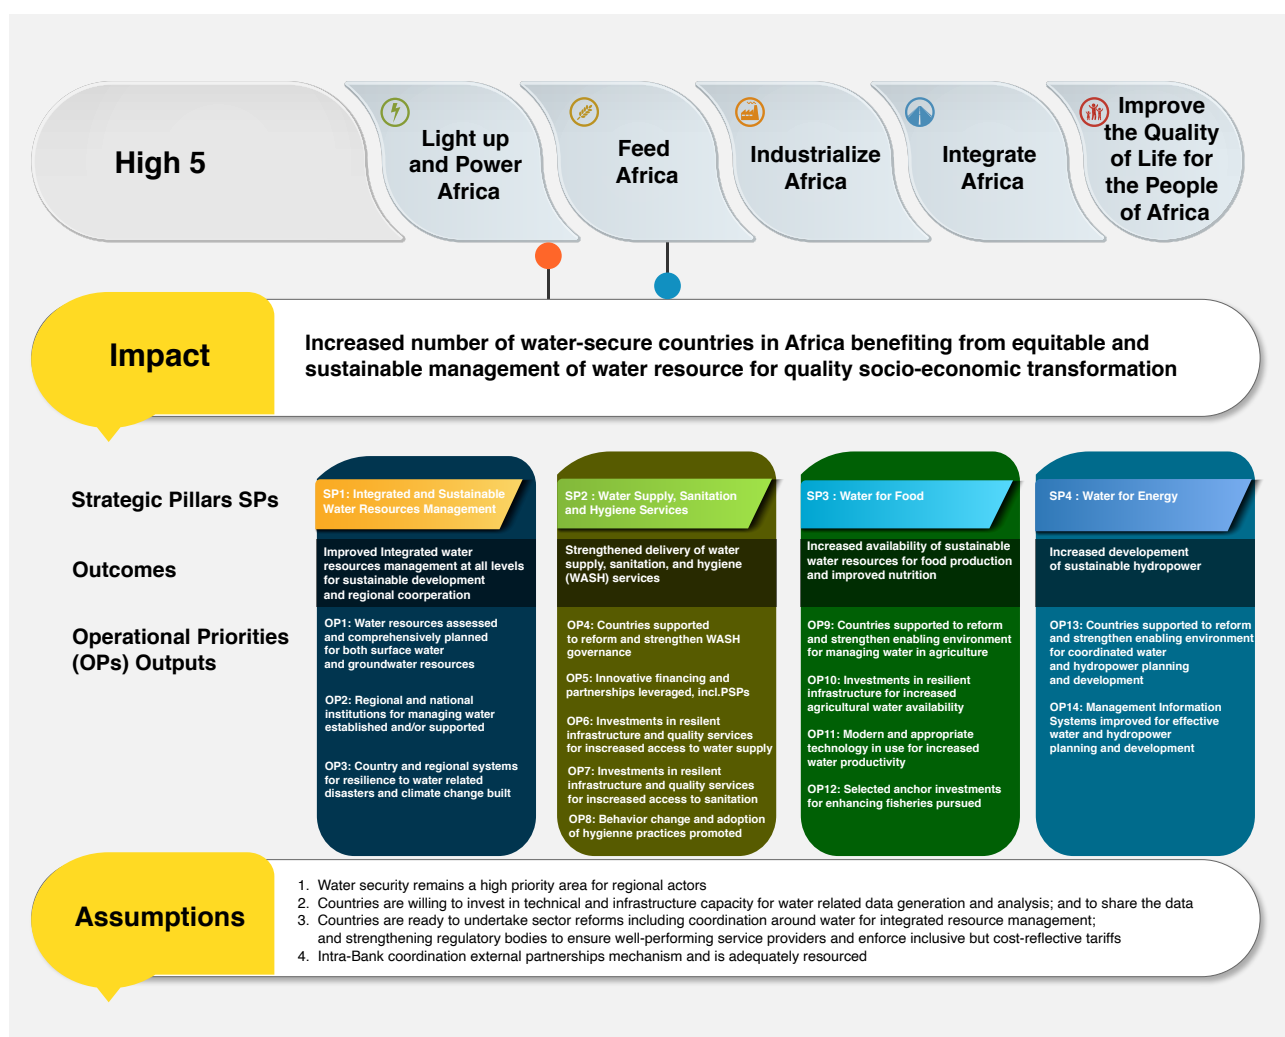 High 5
Light up
and Power
Africa
Feed
Africa
Industrialize
Africa
Integrate
Africa
Improve
the Quality
of Life for
the People
of Africa
Impact
Increased number of water-secure countries in Africa benefiting from equitable and
sustainable management of water resource for quality socio-economic transformation
Strategic Pillars SPs
SP1: Integrated and Sustainable
Water Resources Management
SP2 : Water Supply, Sanitation
and Hygiene Services
SP3 : Water for Food
SP4 : Water for Energy
Outcomes
Improved Integrated water
resources management at all levels
for sustainable development
and regional coorperation
Strengthened delivery of water
supply, sanitation, and hygiene
(WASH) services
Increased availability of sustainable
water resources for food production
and improved nutrition
Increased developement
of sustainable hydropower
Operational Priorities
(OPs) Outputs
OP1: Water resources assessed
and comprehensively planned
for both surface water
and groundwater resources
OP2: Regional and national
institutions for managing water
established and/or supported
OP3: Country and regional systems
for resilience to water related
disasters and climate change built
OP4: Countries supported
to reform and strengthen WASH
governance
OP5: Innovative financing and
partnerships leveraged, incl.PSPs
OP6: Investments in resilent
infrastructure and quality services
for inscreased access to water supply
OP7: Investments in resilent
infrastructure and quality services
for inscreased access to sanitation
OP8: Behavior change and adoption
of hygienne practices promoted
OP9: Countries supported to reform
and strengthen enabling environment
for managing water in agriculture
OP10: Investments in resilient
infrastructure for increased
agricultural water availability
OP11: Modern and appropriate
technology in use for increased
water productivity
OP12: Selected anchor investments
for enhancing fisheries pursued
OP13: Countries supported to reform
and strengthen enabling environment
for coordinated water
and hydropower planning
and development
OP14: Management Information
Systems improved for effective
water and hydropower
planning and development
Assumptions
1. Water security remains a high priority area for regional actors
2. Countries are willing to invest in technical and infrastructure capacity for water related data generation and analysis; and to share the data
3. Countries are ready to undertake sector reforms including coordination around water for integrated resource management;
and strengthening regulatory bodies to ensure well-performing service providers and enforce inclusive but cost-reflective tariffs
4. Intra-Bank coordination external partnerships mechanism and is adequately resourced